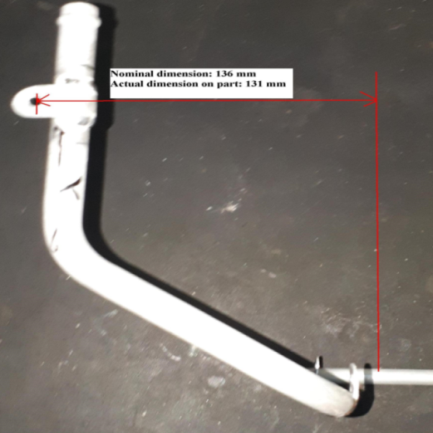 Nominal dimension: 136 mm
Actual dimension on part: 131 mm